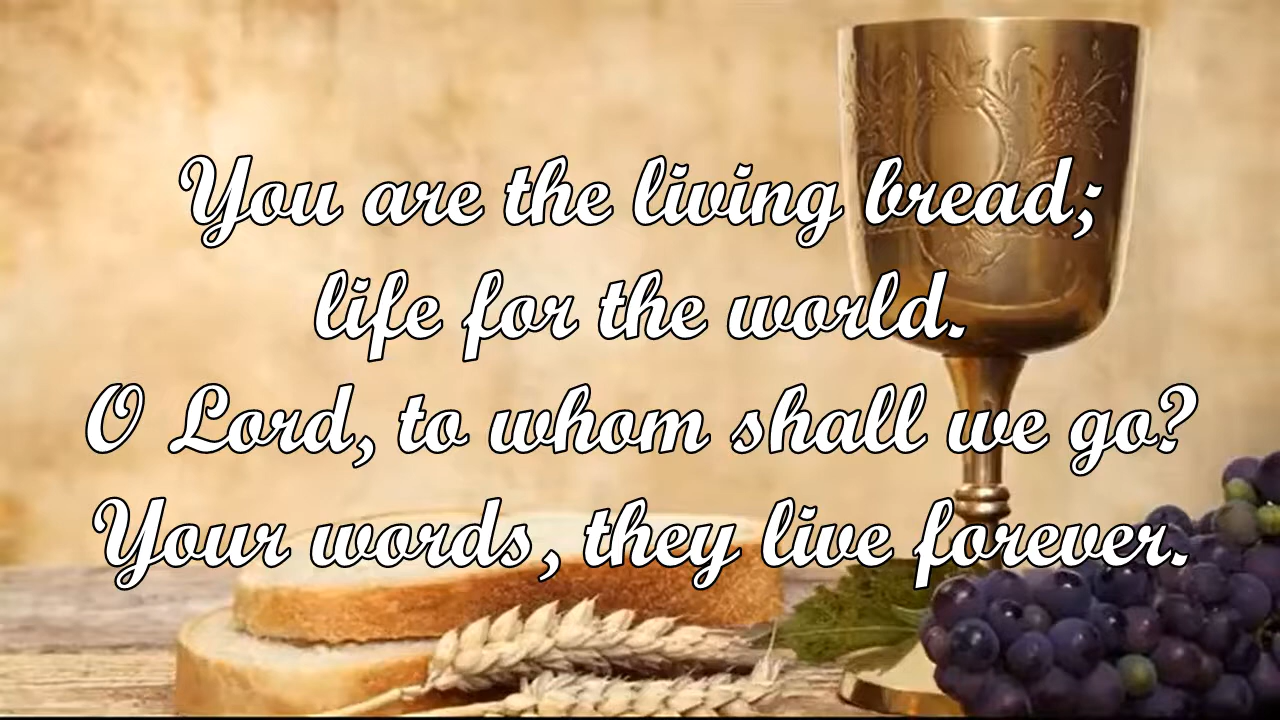 You are the living bread;
life for the world.
O Lord, to whom shall we go?
Your words, they live forever.